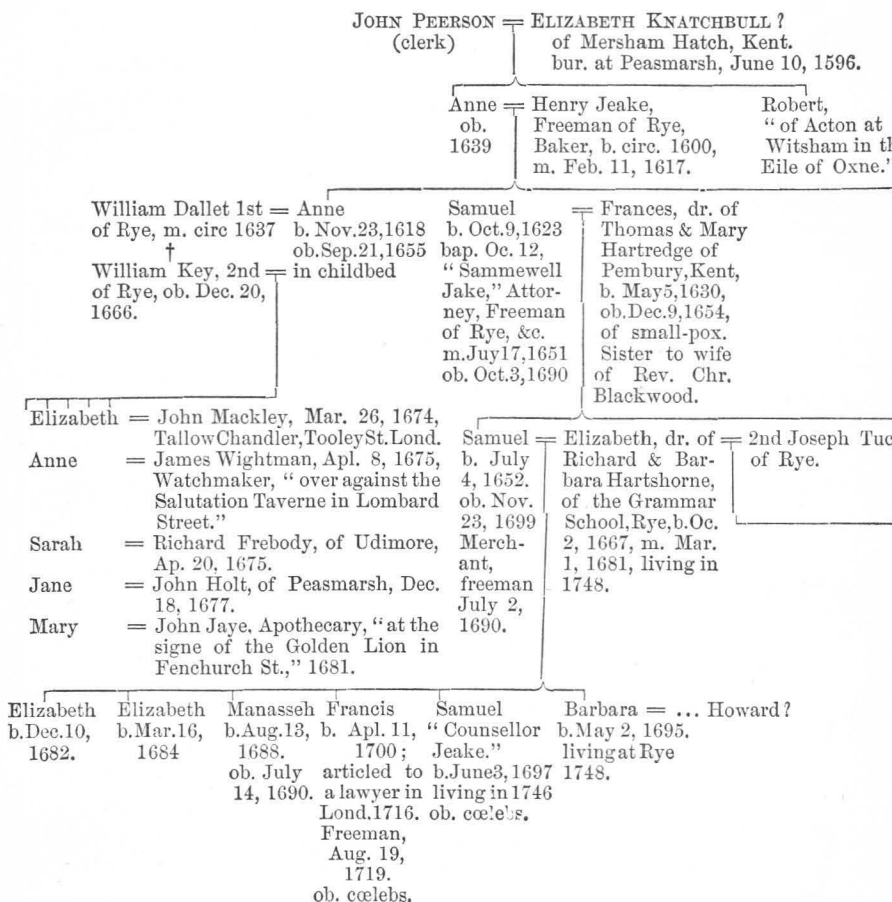 JOHN PEERSON = ELIZABETH KNATCHBULL?
(clerk)
of Mersham Hatch, Kent.
bur. at Peasmarsh, June 10, 1596.
Anne =
ob.
1639
Henry Jeake,
Freeman of Rye,
Baker, b. circ. 1600,
m. Feb. 11, 1617.
Robert,
"of Acton at
Witsham in
Eile of Oxne."
William Dallet 1st =
of Rye, m. circ 1637
†
William Key, 2nd =
of Rye, ob. Dec. 20,
1666.
Anne
b. Nov. 23, 1618
ob. Sep. 21, 1655
in childbed
Samuel
b. Oct. 9, 1623
bap. Oc. 12,
"Sammewell
Jake," Attor-
ney, Freeman
of Rye, &c.
m. Juy 17, 1651
ob. Oct. 3, 1690
= Frances, dr. of
Thomas & Mary
Hartredge of
Pembury, Kent,
b. May 5, 1630,
ob. Dec. 9, 1654,
of small-pox.
Sister to wife
of Rev. Chr.
Blackwood.
Elizabeth = John Mackley, Mar. 26, 1674,
Tallow Chandler, Tooley St. Lond.
Anne = James Wightman, Apl. 8, 1675,
Watchmaker, "over against the
Salutation Taverne in Lombard
Street."
Sarah = Richard Frebody, of Udimore,
Ap. 20, 1675.
Jane = John Holt, of Peasmarsh, Dec.
18, 1677.
Mary = John Jaye, Apothecary, "at the
signe of the Golden Lion in
Fenchurch St.," 1681.
Samuel =
b. July
4, 1652.
ob. Nov.
23, 1699
Merch-
ant,
freeman
July 2,
1690.
Elizabeth, dr. of
Richard & Bar-
bara Hartshorne,
of the Grammar
School, Rye, b. Oc.
2, 1667, m. Mar.
1, 1681, living in
1748.
= 2nd Joseph
of Rye.
Elizabeth
b. Dec. 10,
1682.
Elizabeth
b. Mar. 16,
1684
Manasseh
b. Aug. 13,
1688.
ob. July
14, 1690.
Francis
b. Apl. 11,
1700;
articled to
a lawyer in
Lond. 1716.
Freeman,
Aug. 19,
1719.
ob. cœlebs.
Samuel
"Counsellor
Jeake."
b. June 3, 1697
living in 1746
ob. cœlebs.
Barbara = ... Howard?
b. May 2, 1695.
living at Rye
1748.